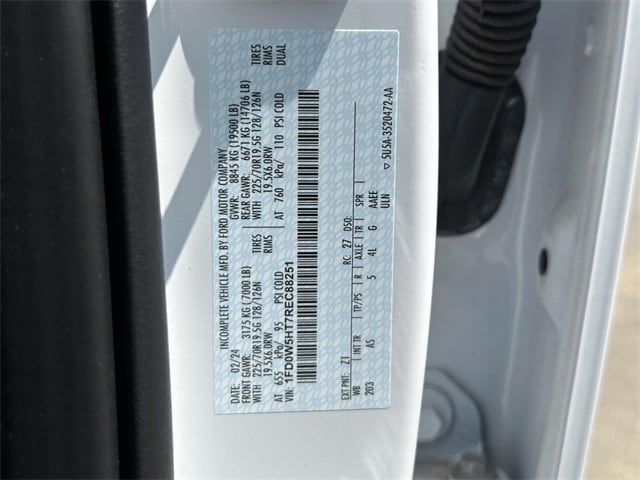 INCOMPLETE VEHICLE MFD. BY FORD MOTOR COMPANY
DATE: 02/24 GVWR: 8845 KG (19500 LB)
FRONT GAWR: 3175 KG (7000 LB) REAR GAWR: 6671 KG (14706 LB)
WITH 225/70R19.5G 128/126N TIRES WITH 225/70R19.5G 128/126N TIRES
19.5X6.0RW RIMS 19.5X6.0RW RIMS
AT 655 kPa/ 95 PSI COLD AT 760 kPa/ 110 PSI COLD DUAL
VIN: 1FD0W5HT7REC88251
EXT PNT: Z1 RC: 27 DSO:
WB INT TR TP/PS R AXLE TR SPR
203 AS 5 4L G AAEE
ULN
5U5A-3520472-AA